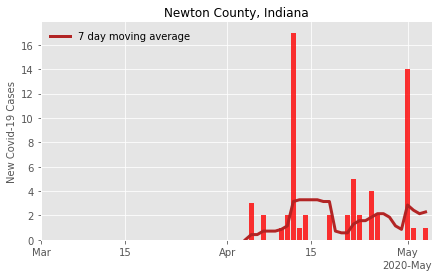 Newton County, Indiana
7 day moving average
New Covid-19 Cases
16
14
12
10
8
6
4
2
0
Mar 15 Apr 15 May
2020-May